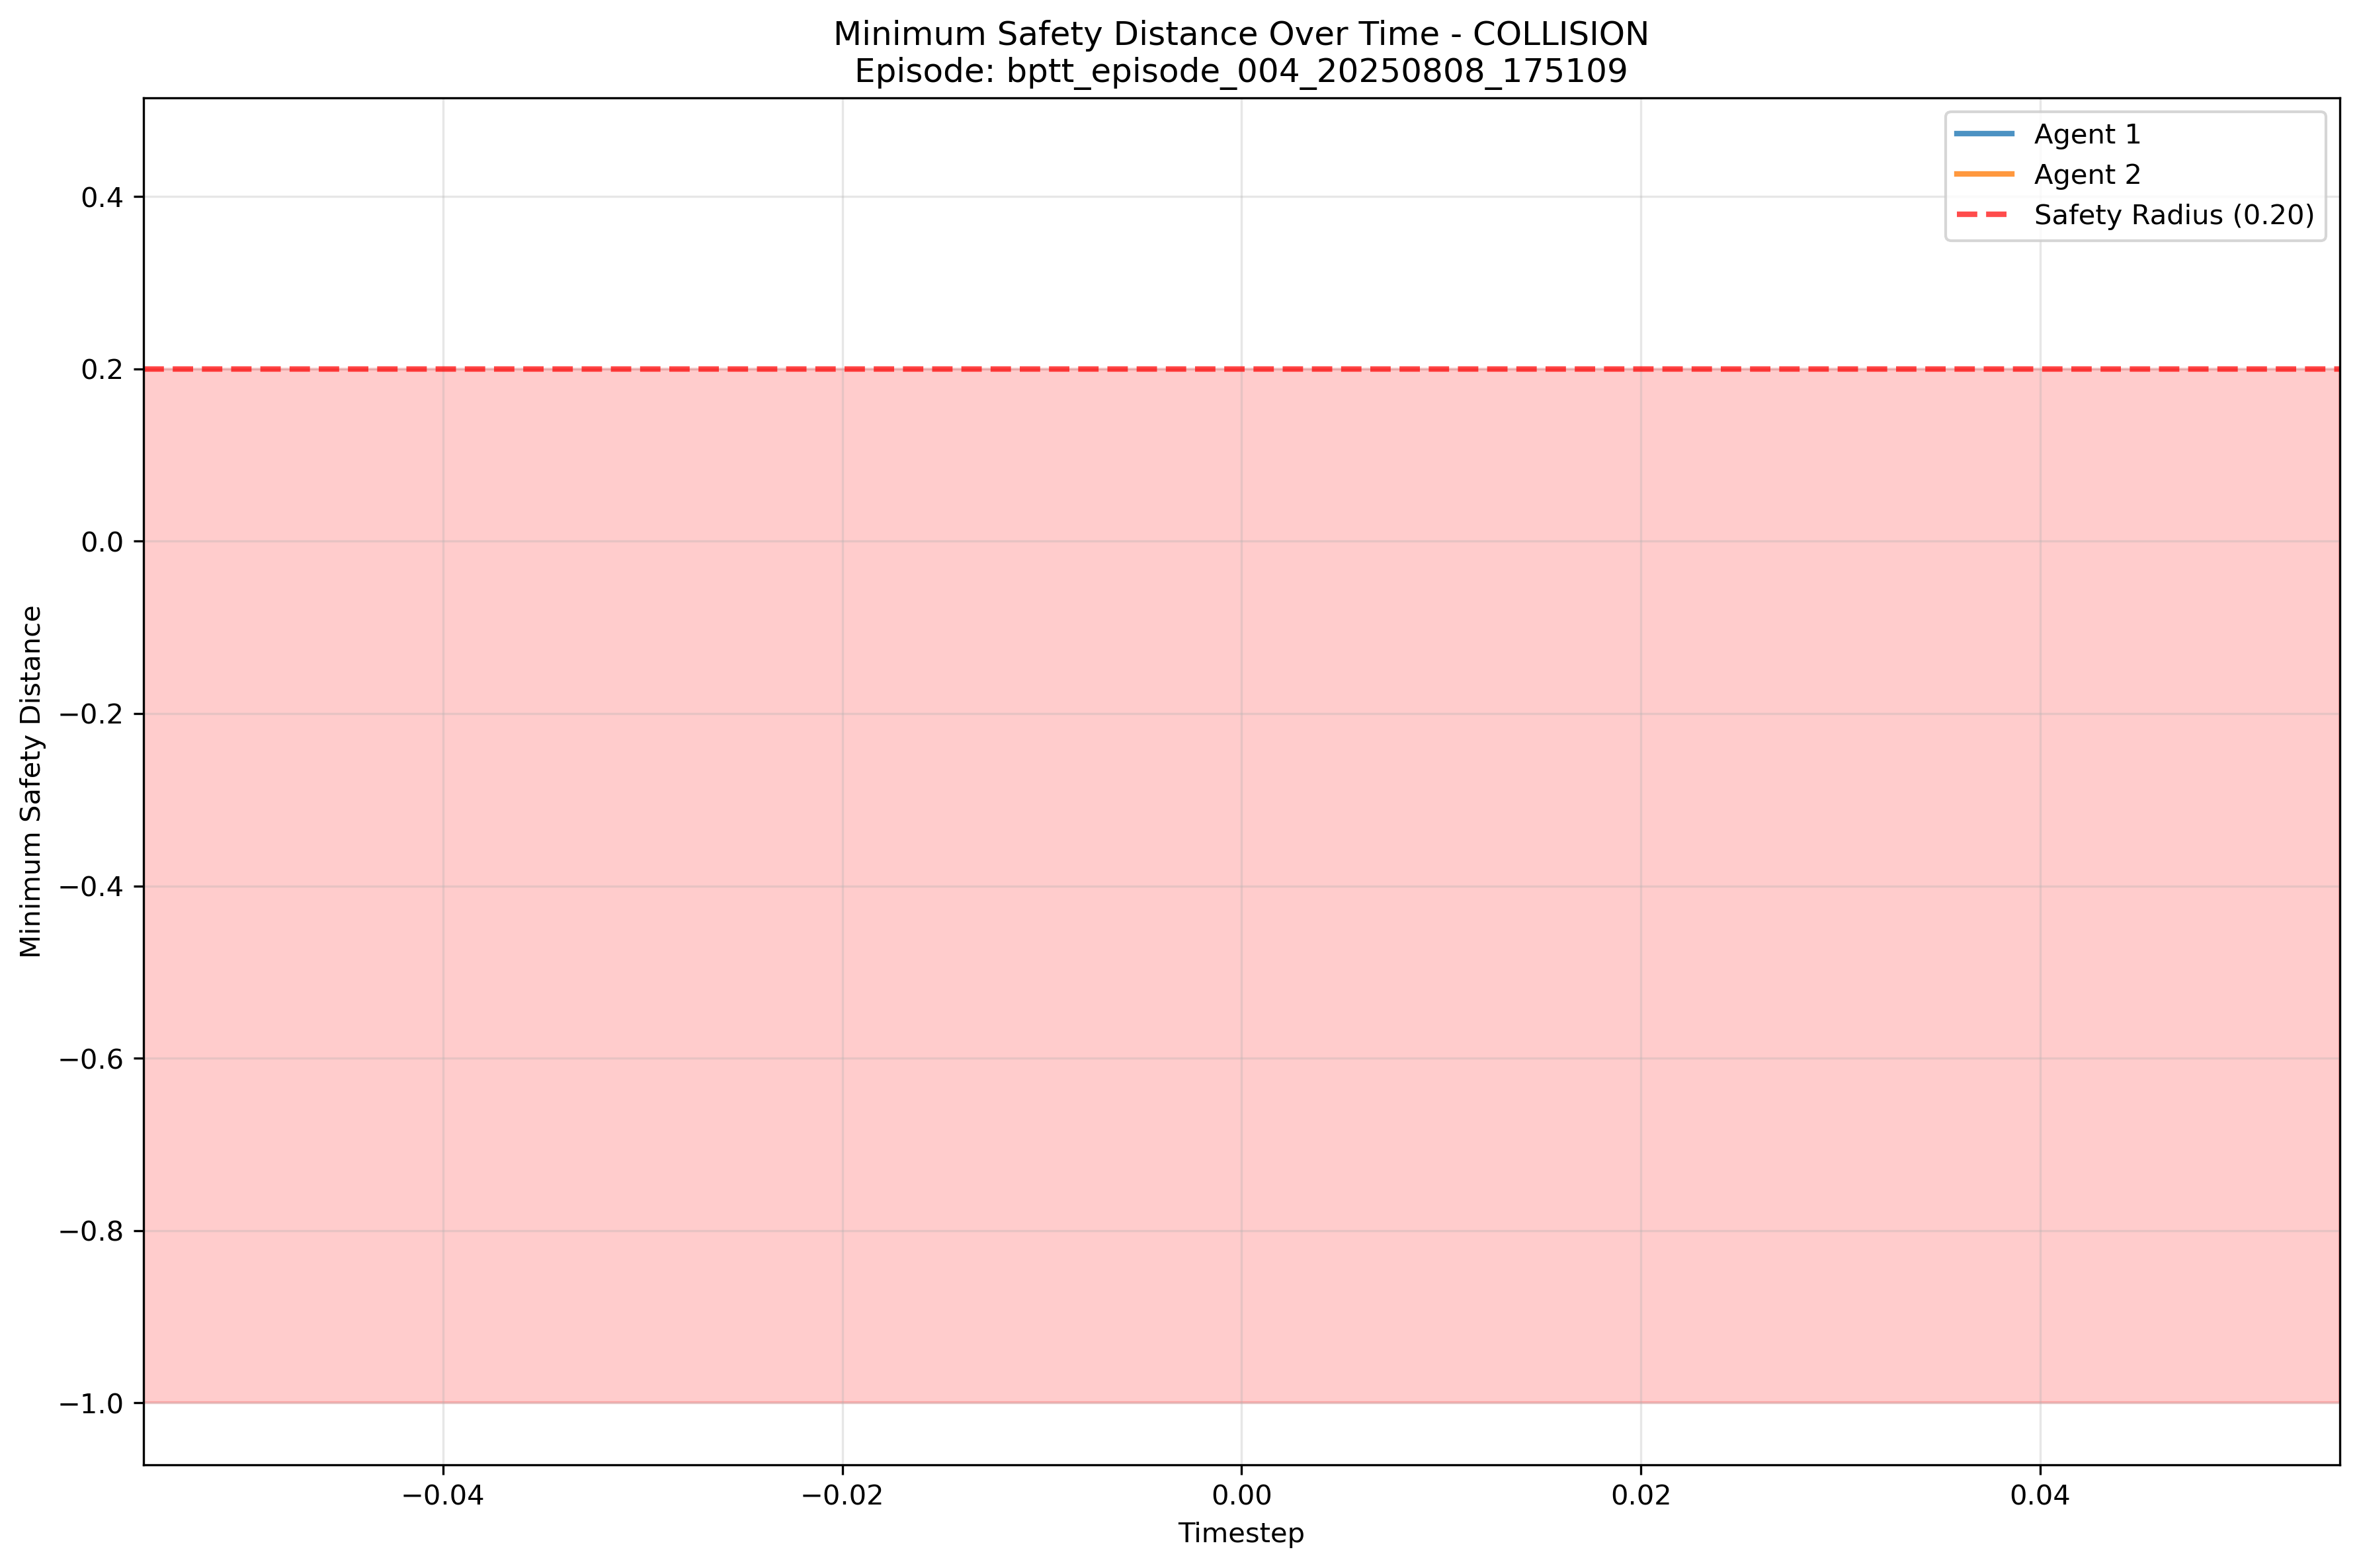 Minimum Safety Distance Over Time - COLLISION
Episode: bptt_episode_004_20250808_175109
Agent 1
Agent 2
Safety Radius (0.20)
0.4
0.2
0.0
−0.2
−0.4
−0.6
−0.8
−1.0
Minimum Safety Distance
−0.04
−0.02
0.00
0.02
0.04
Timestep